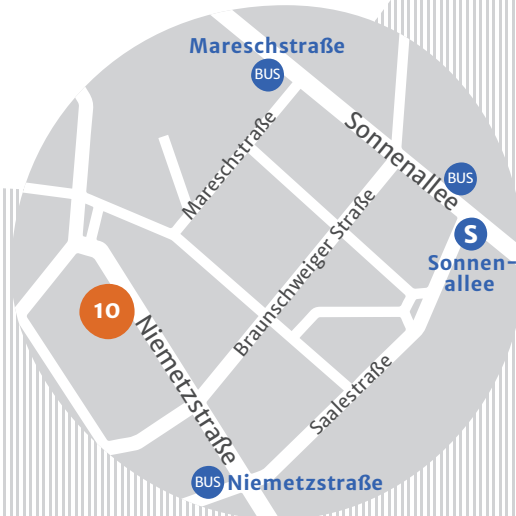 Mareschstraße
BUS
Sonnenallee
Mareschstraße
BUS
S
Sonnen-
allee
Braunschweiger Straße
10
Niemetzstraße
Saalestraße
BUS Niemetzstraße